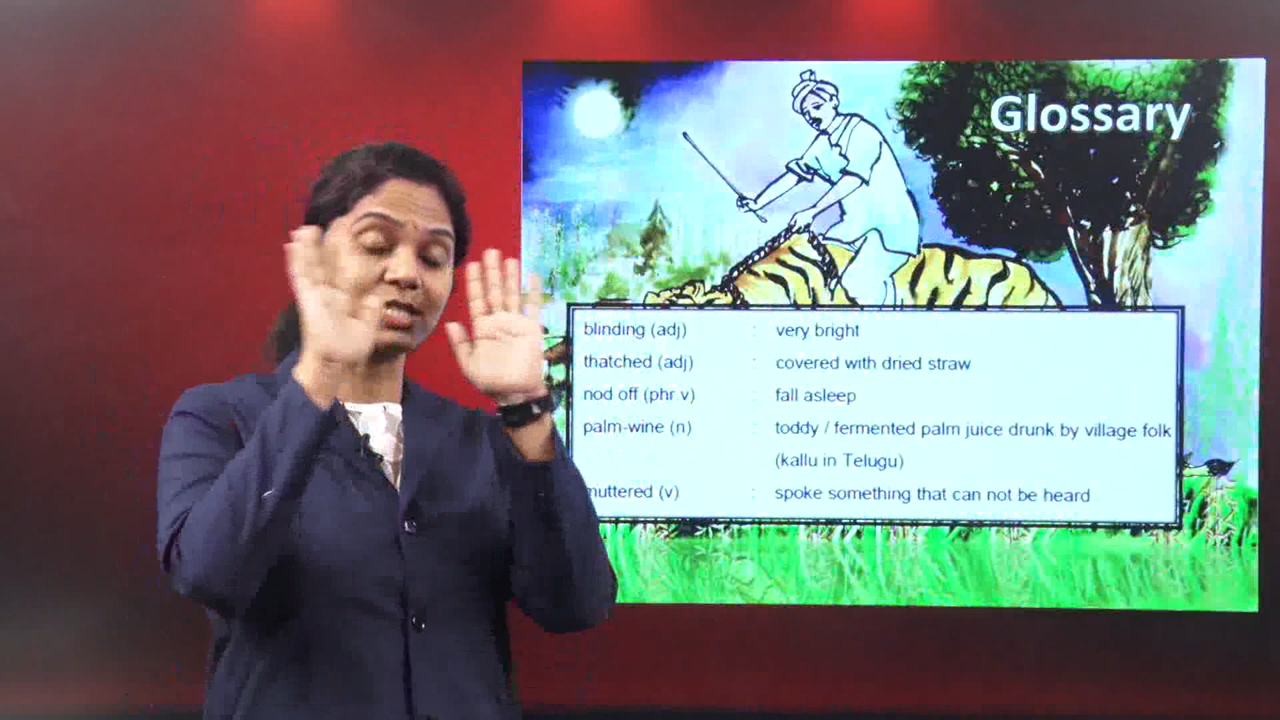 Glossary
blinding (adj) : very bright
thatched (adj) : covered with dried straw
nod off (phr v) : fall asleep
palm-wine (n) : toddy / fermented palm juice drunk by village folk
(kallu in Telugu)
muttered (v) : spoke something that can not be heard